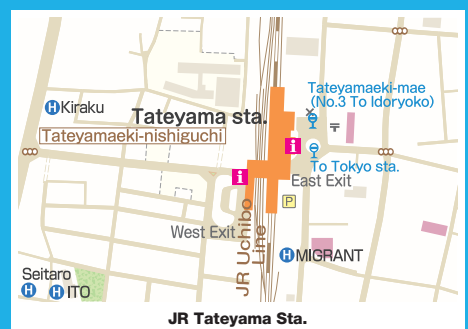 Tateyamaeki-mae
(No.3 To Idoryoko)
H Kiraku
Tateyama sta.
Tateyamaeki-nishiguchi
i
To Tokyo sta.
i
East Exit
P
West Exit
JR Uchibo
Line
H MIGRANT
Seitaro
H H ITO
JR Tateyama Sta.